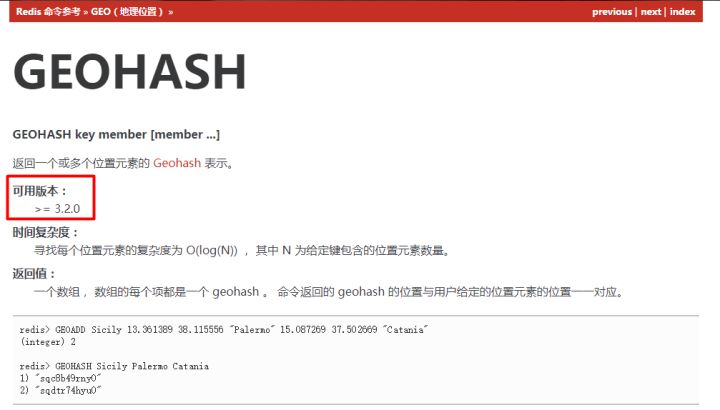 Redis 命令参考 » GEO（地理位置） »
previous | next | index
GEOHASH
GEOHASH key member [member ...]
返回一个或多个位置元素的 Geohash 表示。
可用版本：
>= 3.2.0
时间复杂度：
寻找每个位置元素的复杂度为 O(log(N)) ，其中 N 为给定键包含的位置元素数量。
返回值：
一个数组， 数组的每个项都是一个 geohash 。 命令返回的 geohash 的位置与用户给定的位置元素的位置一一对应。
redis> GEOADD Sicily 13.361389 38.115556 "Palermo" 15.087269 37.502669 "Catania"
(integer) 2
redis> GEOHASH Sicily Palermo Catania
1) "sqc8b49rny0"
2) "sqdtr74hyu0"